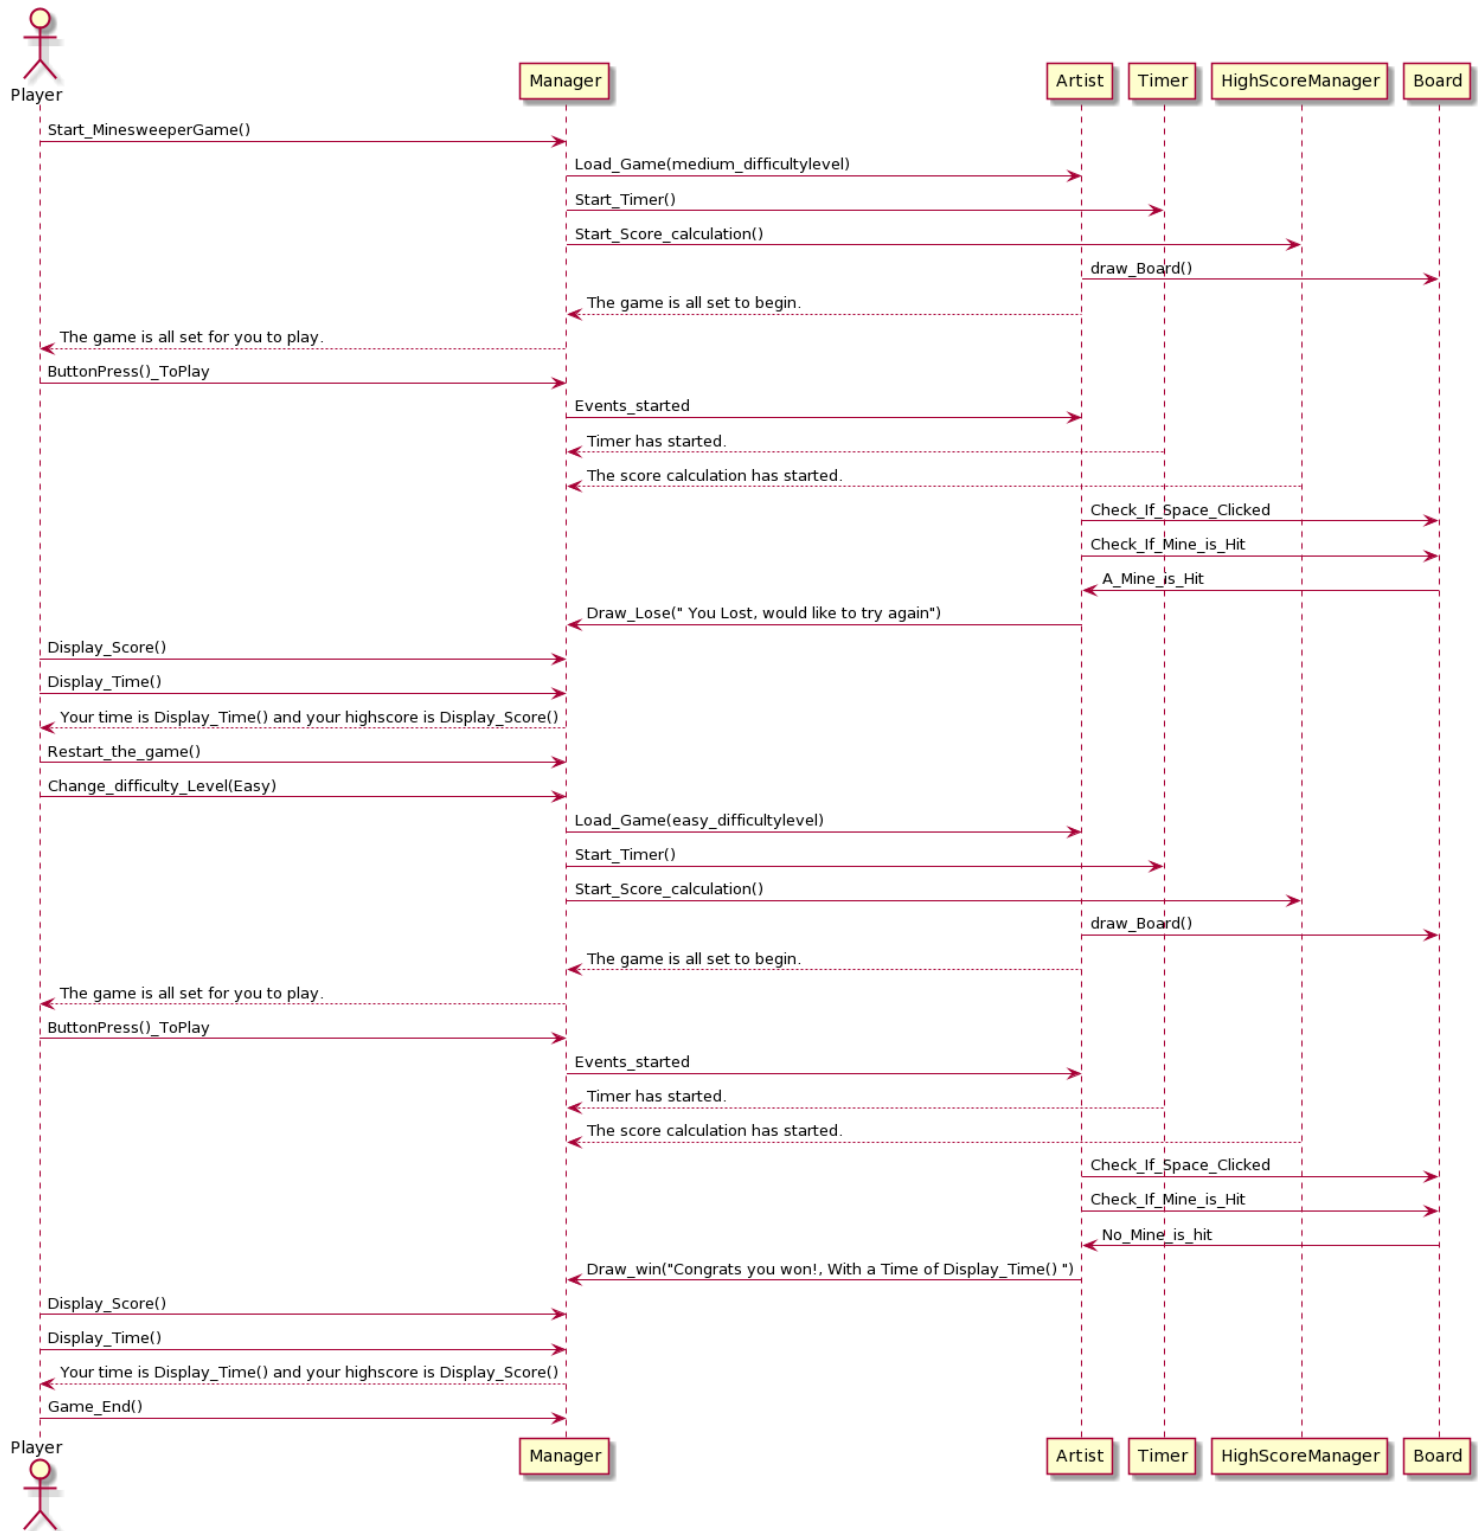 Player
Manager
Artist
Timer
HighScoreManager
Board
Start_MinesweeperGame()
Load_Game(medium_difficultylevel)
Start_Timer()
Start_Score_calculation()
draw_Board()
The game is all set to begin.
The game is all set for you to play.
ButtonPress()_ToPlay
Events_started
Timer has started.
The score calculation has started.
Check_If_Space_Clicked
Check_If_Mine_is_Hit
A_Mine_is_Hit
Draw_Lose(" You Lost, would like to try again")
Display_Score()
Display_Time()
Your time is Display_Time() and your highscore is Display_Score()
Restart_the_game()
Change_difficulty_Level(Easy)
Load_Game(easy_difficultylevel)
Start_Timer()
Start_Score_calculation()
draw_Board()
The game is all set to begin.
The game is all set for you to play.
ButtonPress()_ToPlay
Events_started
Timer has started.
The score calculation has started.
Check_If_Space_Clicked
Check_If_Mine_is_Hit
No_Mine_is_hit
Draw_win("Congrats you won!, With a Time of Display_Time() ")
Display_Score()
Display_Time()
Your time is Display_Time() and your highscore is Display_Score()
Game_End()
Player
Manager
Artist
Timer
HighScoreManager
Board